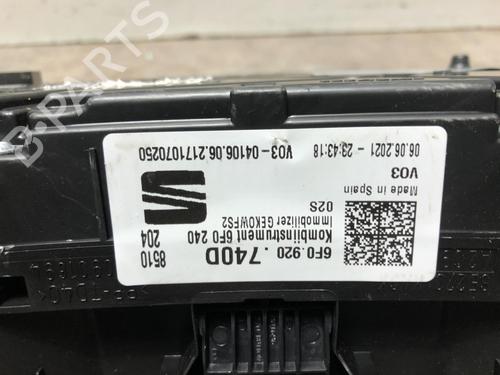 6F0.920.740D
Kombiinstrument 6F0 240
Immobilizer GEKOWFS2
02S
8510
204
Made in Spain
V03
06.06.2021 - 23:43:18
V03-04106.06.2171070250
B-PARTS